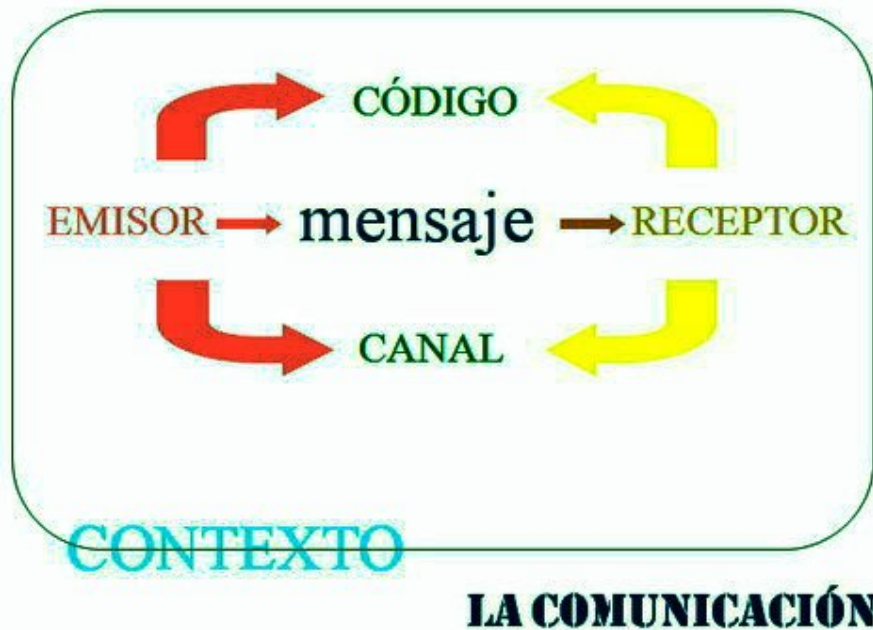 CÓDIGO
EMISOR mensaje RECEPTOR
CANAL
CONTEXTO
LA COMUNICACIÓN